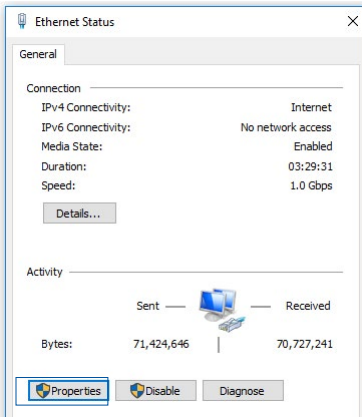 Ethernet Status
General
Connection
IPv4 Connectivity: Internet
IPv6 Connectivity: No network access
Media State: Enabled
Duration: 03:29:31
Speed: 1.0 Gbps
Details...
Activity
Sent Received
Bytes: 71,424,646 70,727,241
Properties Disable Diagnose